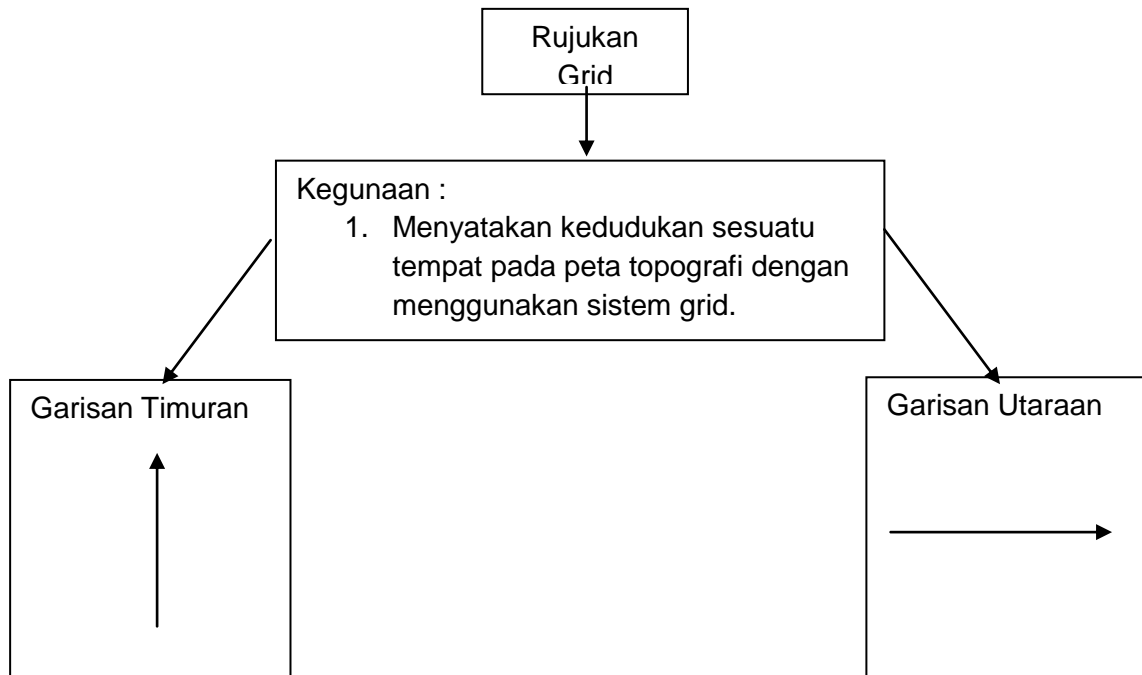 Rujukan
Grid
Kegunaan :
1. Menyatakan kedudukan sesuatu
tempat pada peta topografi dengan
menggunakan sistem grid.
Garisan Timuran
Garisan Utaraan